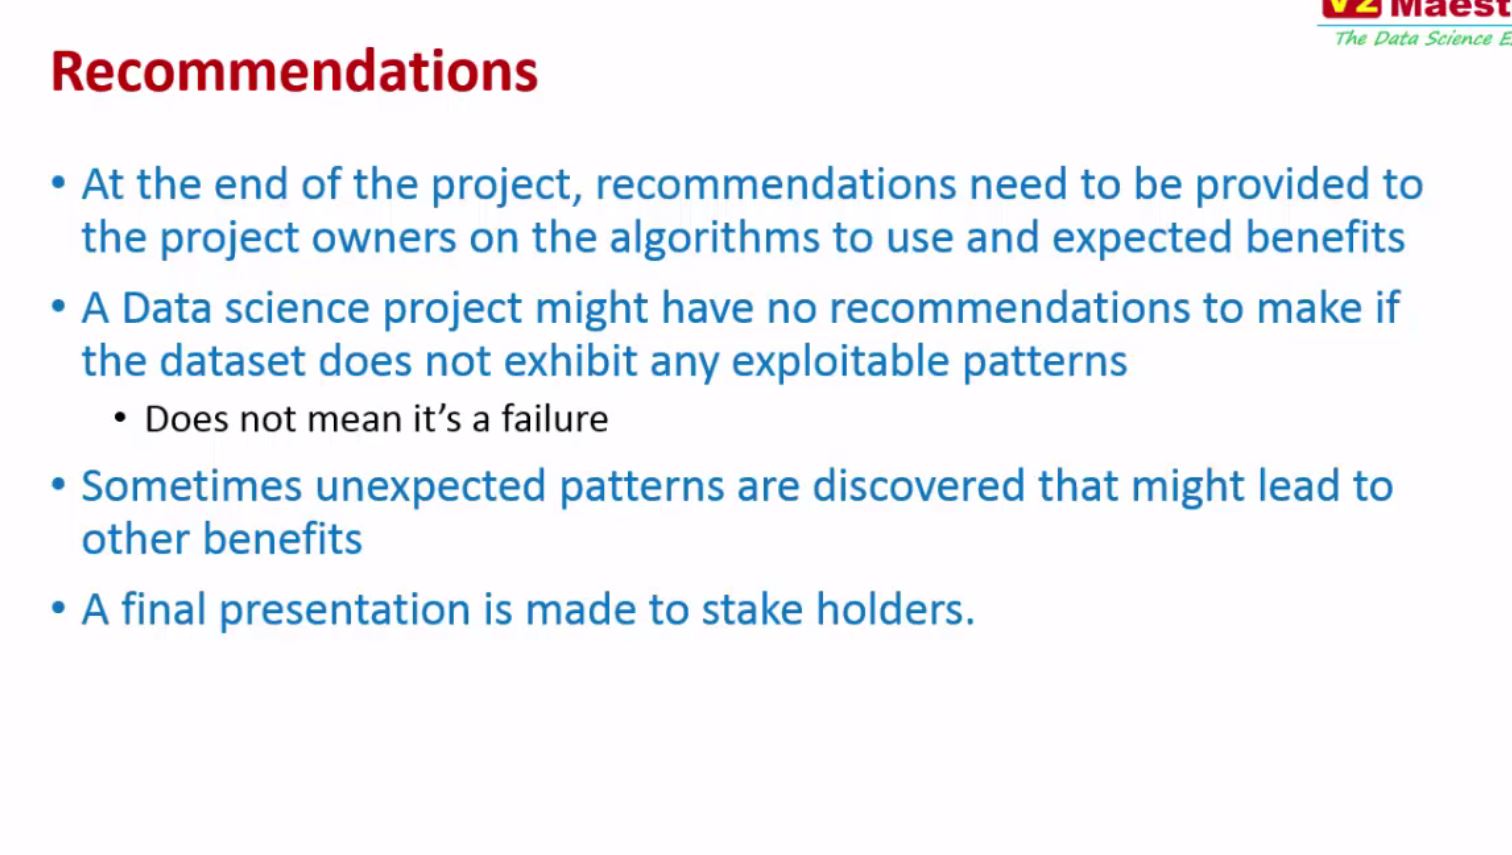 V2 Maest
The Data Science E
Recommendations
• At the end of the project, recommendations need to be provided to
the project owners on the algorithms to use and expected benefits
• A Data science project might have no recommendations to make if
the dataset does not exhibit any exploitable patterns
• Does not mean it's a failure
• Sometimes unexpected patterns are discovered that might lead to
other benefits
• A final presentation is made to stake holders.